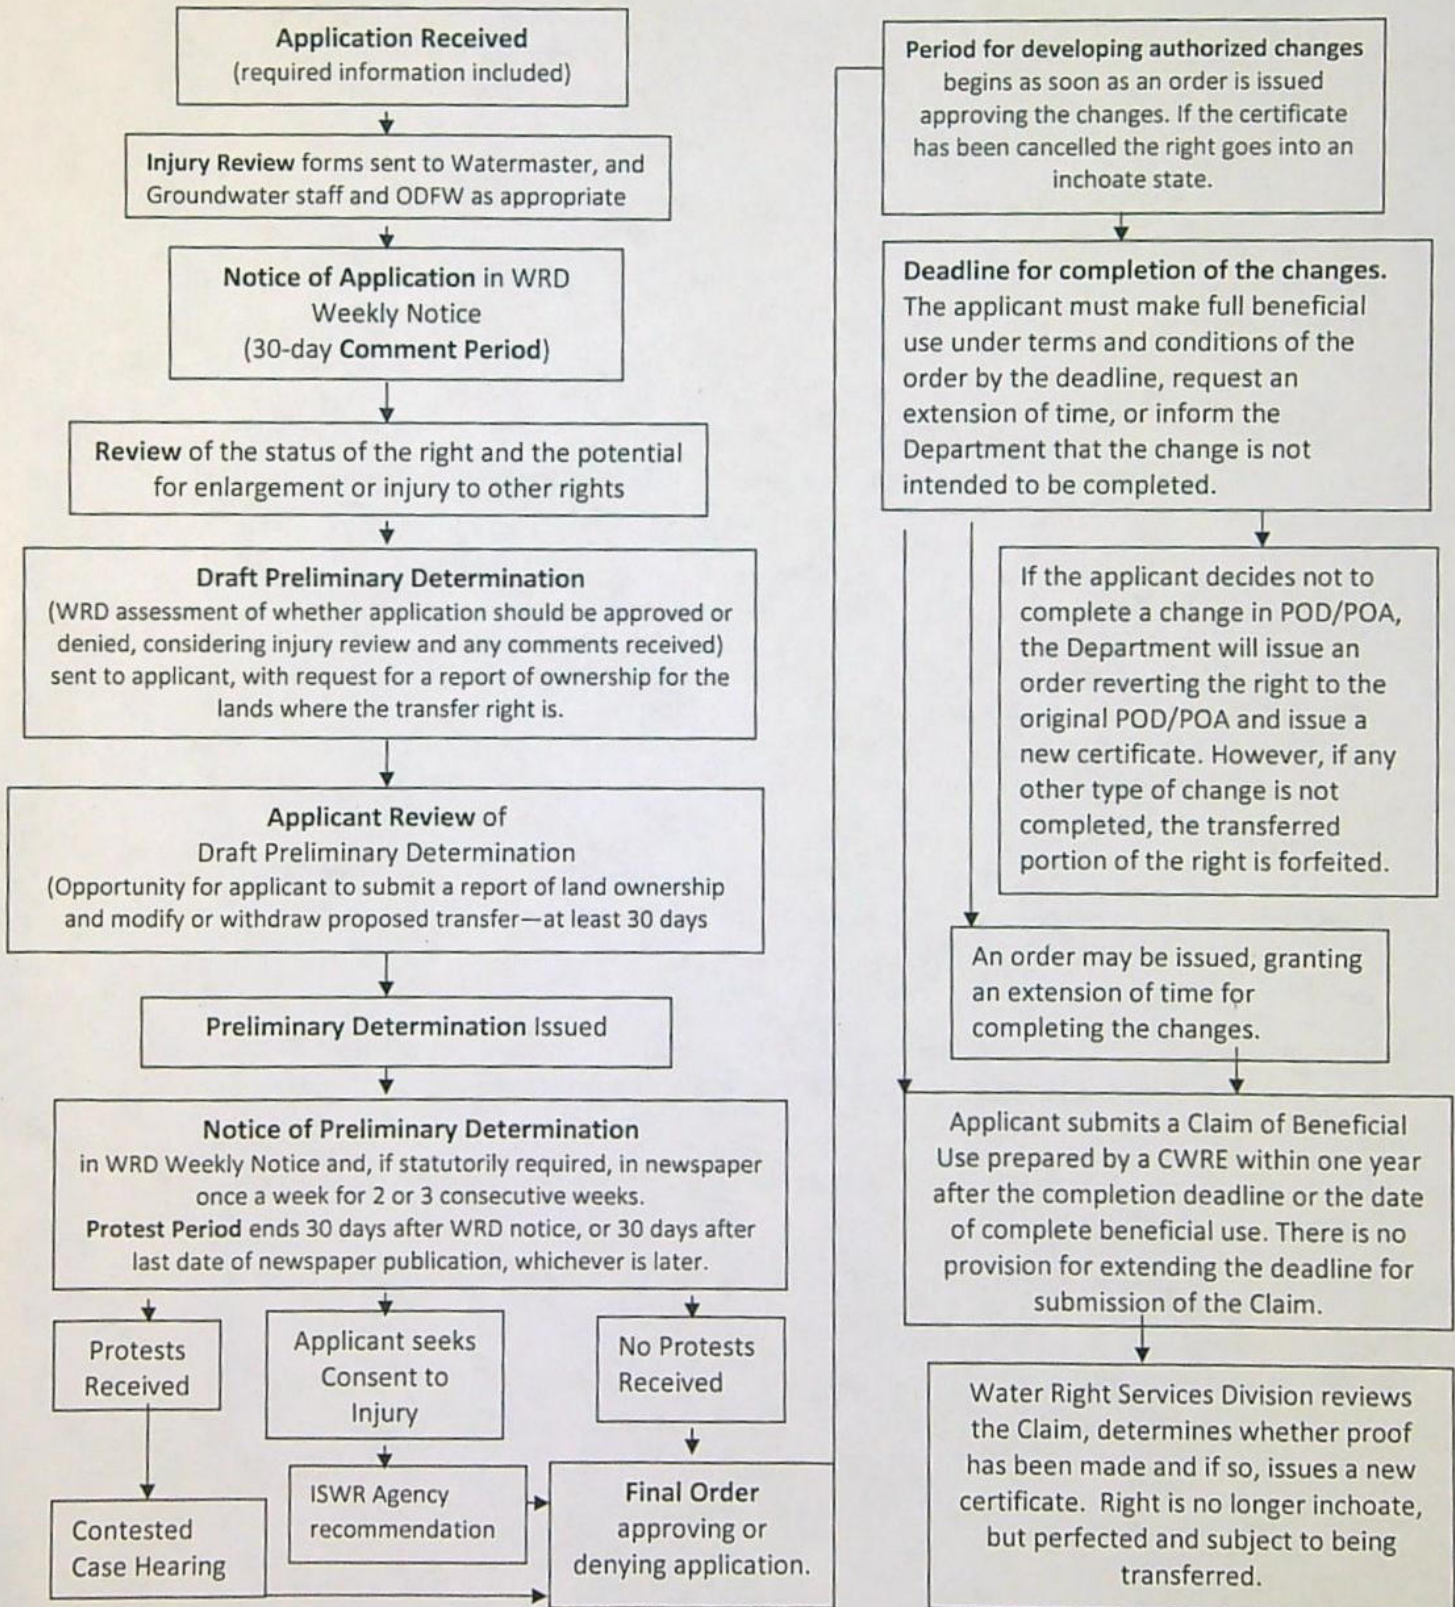 Application Received
(required information included)
Injury Review forms sent to Watermaster, and
Groundwater staff and ODFW as appropriate
Notice of Application in WRD
Weekly Notice
(30-day Comment Period)
Review of the status of the right and the potential
for enlargement or injury to other rights
Draft Preliminary Determination
(WRD assessment of whether application should be approved or
denied, considering injury review and any comments received)
sent to applicant, with request for a report of ownership for the
lands where the transfer right is.
Applicant Review of
Draft Preliminary Determination
(Opportunity for applicant to submit a report of land ownership
and modify or withdraw proposed transfer—at least 30 days
Preliminary Determination Issued
Notice of Preliminary Determination
in WRD Weekly Notice and, if statutorily required, in newspaper
once a week for 2 or 3 consecutive weeks.
Protest Period ends 30 days after WRD notice, or 30 days after
last date of newspaper publication, whichever is later.
Protests
Received
Applicant seeks
Consent to
Injury
No Protests
Received
Contested
Case Hearing
ISWR Agency
recommendation
Final Order
approving or
denying application.
Period for developing authorized changes
begins as soon as an order is issued
approving the changes. If the certificate
has been cancelled the right goes into an
inchoate state.
Deadline for completion of the changes.
The applicant must make full beneficial
use under terms and conditions of the
order by the deadline, request an
extension of time, or inform the
Department that the change is not
intended to be completed.
If the applicant decides not to
complete a change in POD/POA,
the Department will issue an
order reverting the right to the
original POD/POA and issue a
new certificate. However, if any
other type of change is not
completed, the transferred
portion of the right is forfeited.
An order may be issued, granting
an extension of time for
completing the changes.
Applicant submits a Claim of Beneficial
Use prepared by a CWRE within one year
after the completion deadline or the date
of complete beneficial use. There is no
provision for extending the deadline for
submission of the Claim.
Water Right Services Division reviews
the Claim, determines whether proof
has been made and if so, issues a new
certificate. Right is no longer inchoate,
but perfected and subject to being
transferred.